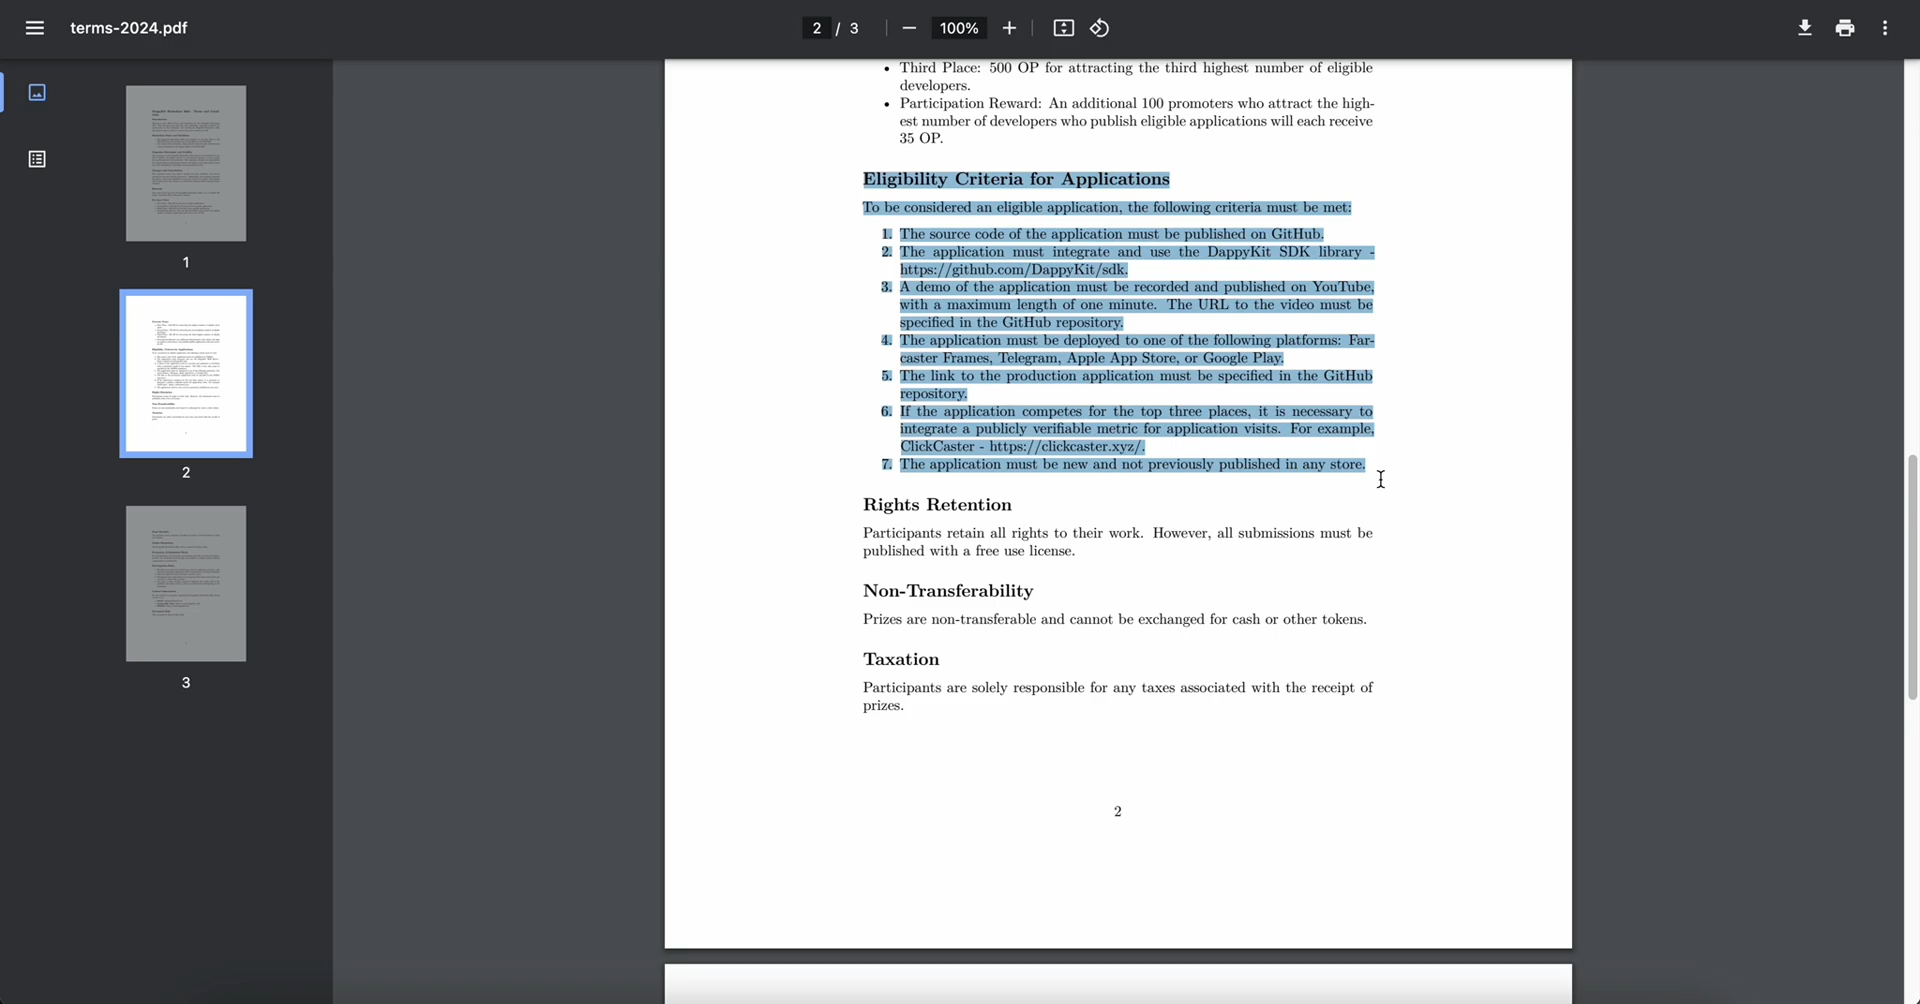 terms-2024.pdf
2 / 3
100%
1
2
3
• Third Place: 500 OP for attracting the third highest number of eligible
developers.
• Participation Reward: An additional 100 promoters who attract the high-
est number of developers who publish eligible applications will each receive
35 OP.
Eligibility Criteria for Applications
To be considered an eligible application, the following criteria must be met:
1. The source code of the application must be published on GitHub.
2. The application must integrate and use the DappyKit SDK library -
https://github.com/DappyKit/sdk.
3. A demo of the application must be recorded and published on YouTube,
with a maximum length of one minute. The URL to the video must be
specified in the GitHub repository.
4. The application must be deployed to one of the following platforms: Far-
caster Frames, Telegram, Apple App Store, or Google Play.
5. The link to the production application must be specified in the GitHub
repository.
6. If the application competes for the top three places, it is necessary to
integrate a publicly verifiable metric for application visits. For example,
ClickCaster - https://clickcaster.xyz/.
7. The application must be new and not previously published in any store.
Rights Retention
Participants retain all rights to their work. However, all submissions must be
published with a free use license.
Non-Transferability
Prizes are non-transferable and cannot be exchanged for cash or other tokens.
Taxation
Participants are solely responsible for any taxes associated with the receipt of
prizes.
2